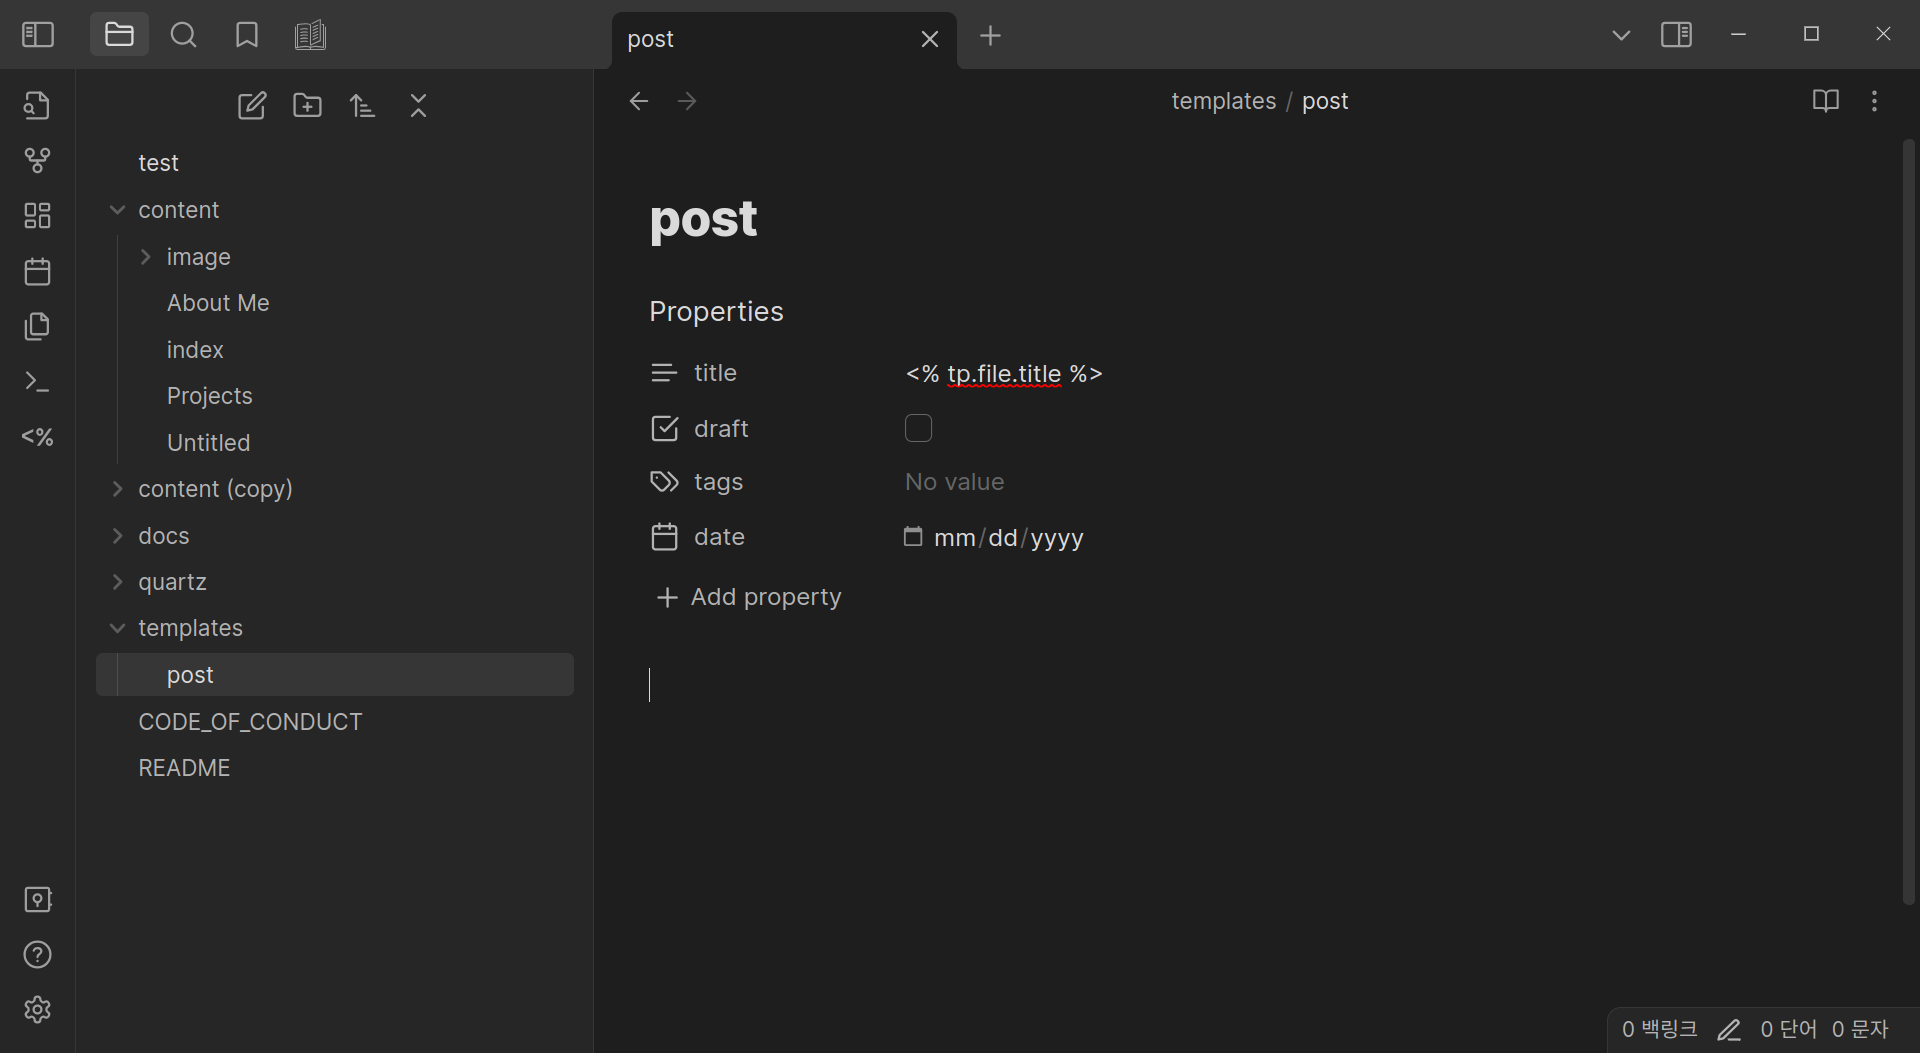 post
templates / post
<%
test
content
image
About Me
index
Projects
Untitled
content (copy)
docs
quartz
templates
post
CODE_OF_CONDUCT
README
post
Properties
title <% tp.file.title %>
draft
tags No value
date mm/dd/yyyy
Add property
0 백링크 0 단어 0 문자